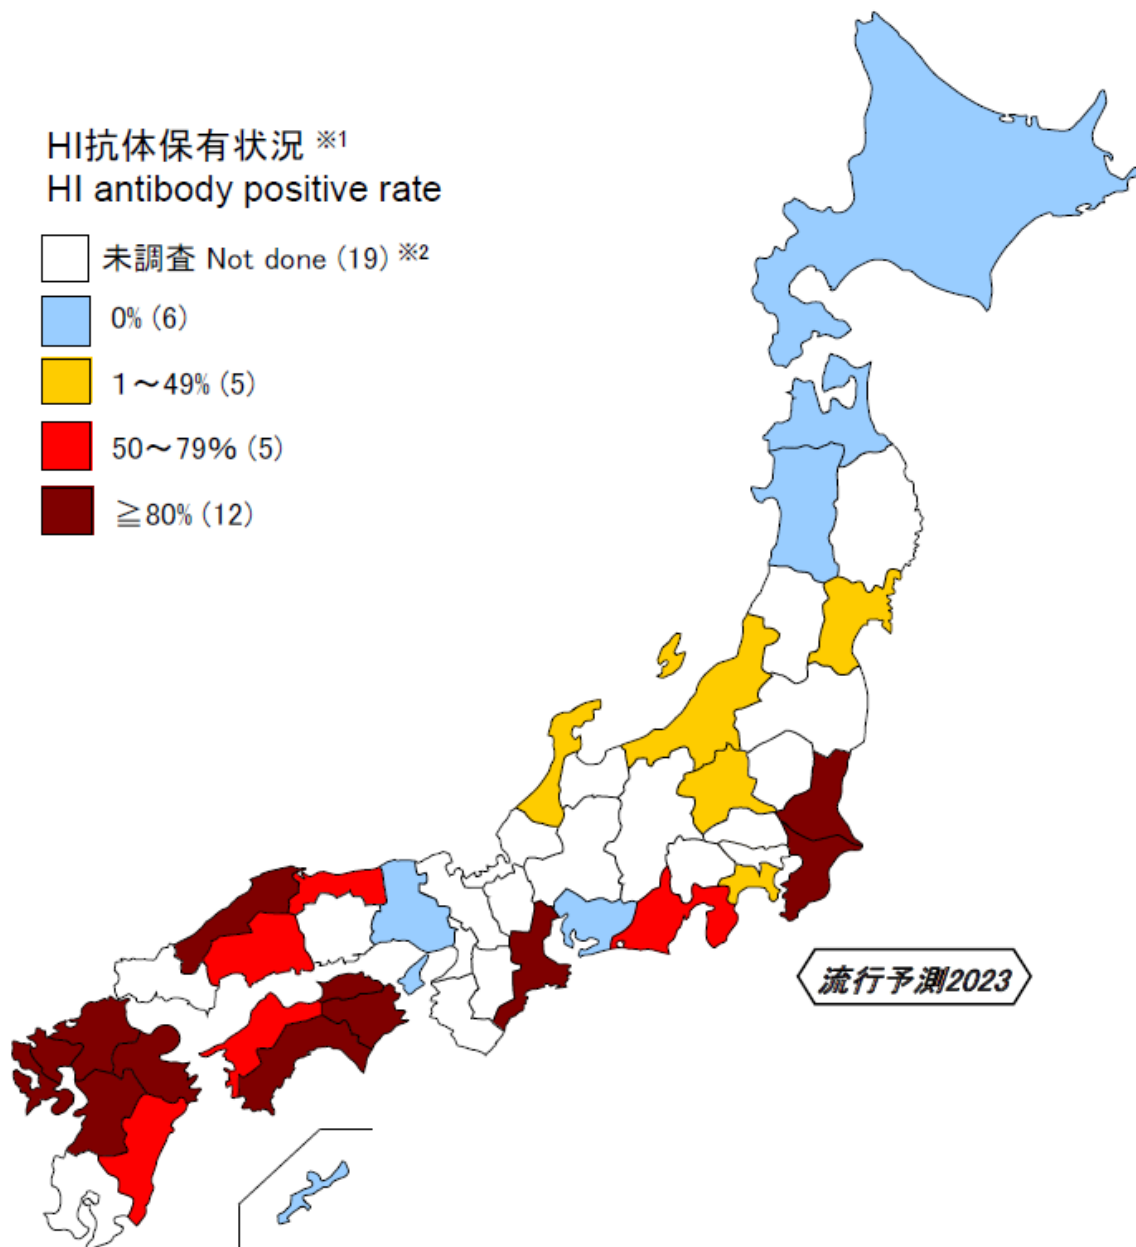 HI抗体保有状況 ※1
HI antibody positive rate
未調査 Not done (19) ※2
0% (6)
1～49% (5)
50～79% (5)
≧80% (12)
流行予測2023